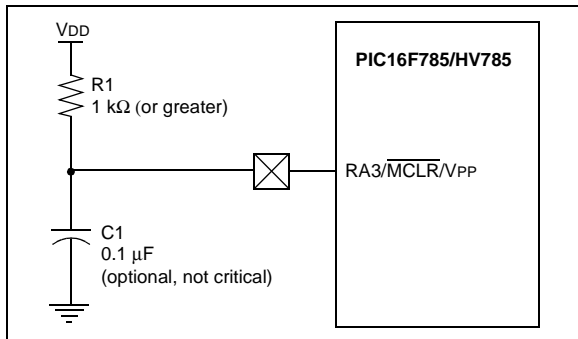 VDD
PIC16F785/HV785
R1
1 kΩ (or greater)
RA3/MCLR/VPP
C1
0.1 μF
(optional, not critical)